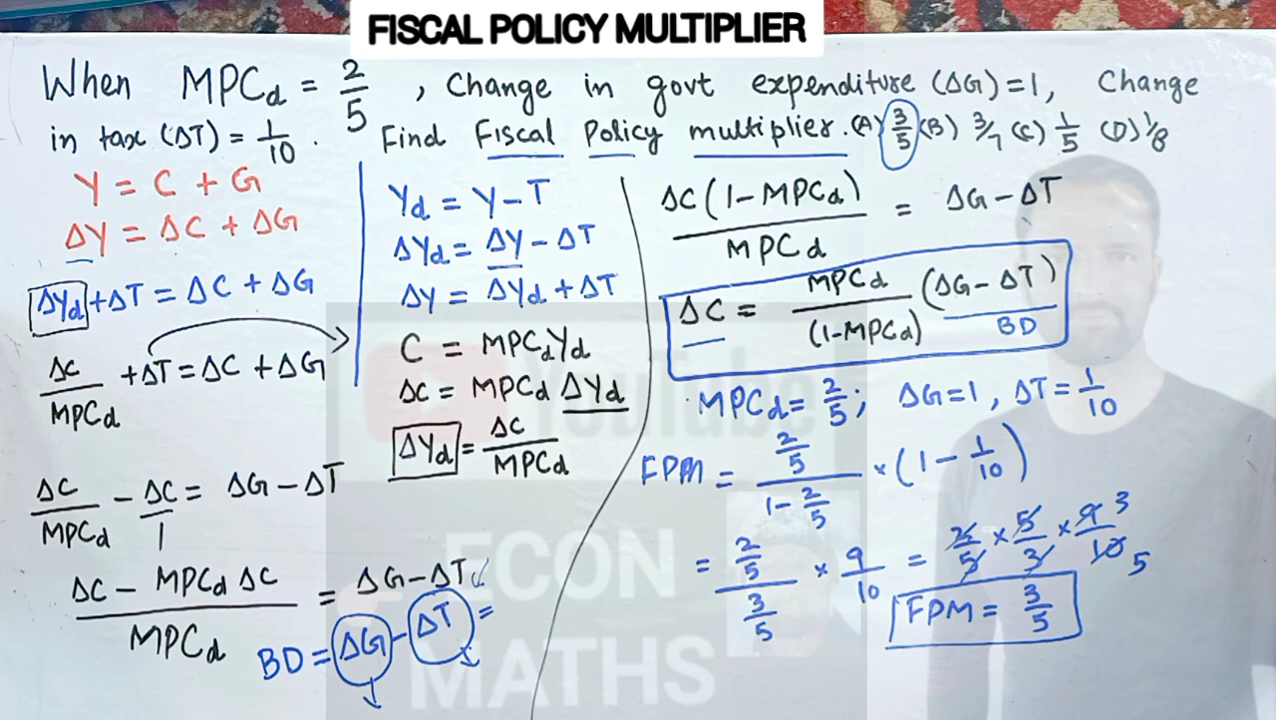 FISCAL POLICY MULTIPLIER
When MPCd = 2/5 , Change in govt expenditure (ΔG)=1, Change
in tax (ΔT) = 1/10 . Find Fiscal Policy multiplier. (A) 3/5 (B) 3/7 (C) 1/5 (D) 1/8
Y = C + G
ΔY = ΔC + ΔG
ΔYd + ΔT = ΔC + ΔG
ΔC/MPCd + ΔT = ΔC + ΔG
ΔC/MPCd - ΔC/1 = ΔG - ΔT
(ΔC - MPCd ΔC)/MPCd = ΔG - ΔT
BD = ΔG - ΔT =
Yd = Y - T
ΔYd = ΔY - ΔT
ΔY = ΔYd + ΔT
C = MPCd Yd
ΔC = MPCd ΔYd
ΔYd = ΔC/MPCd
ΔC(1-MPCd)/MPCd = ΔG - ΔT
ΔC = MPCd/(1-MPCd) (ΔG - ΔT)
BD
MPCd = 2/5; ΔG=1, ΔT = 1/10
FPM = (2/5)/(1-2/5) × (1 - 1/10)
= (2/5)/(3/5) × 9/10 = 2/5 × 5/3 × 9/10 3 5
FPM = 3/5
YouTube
ECON
MATHS